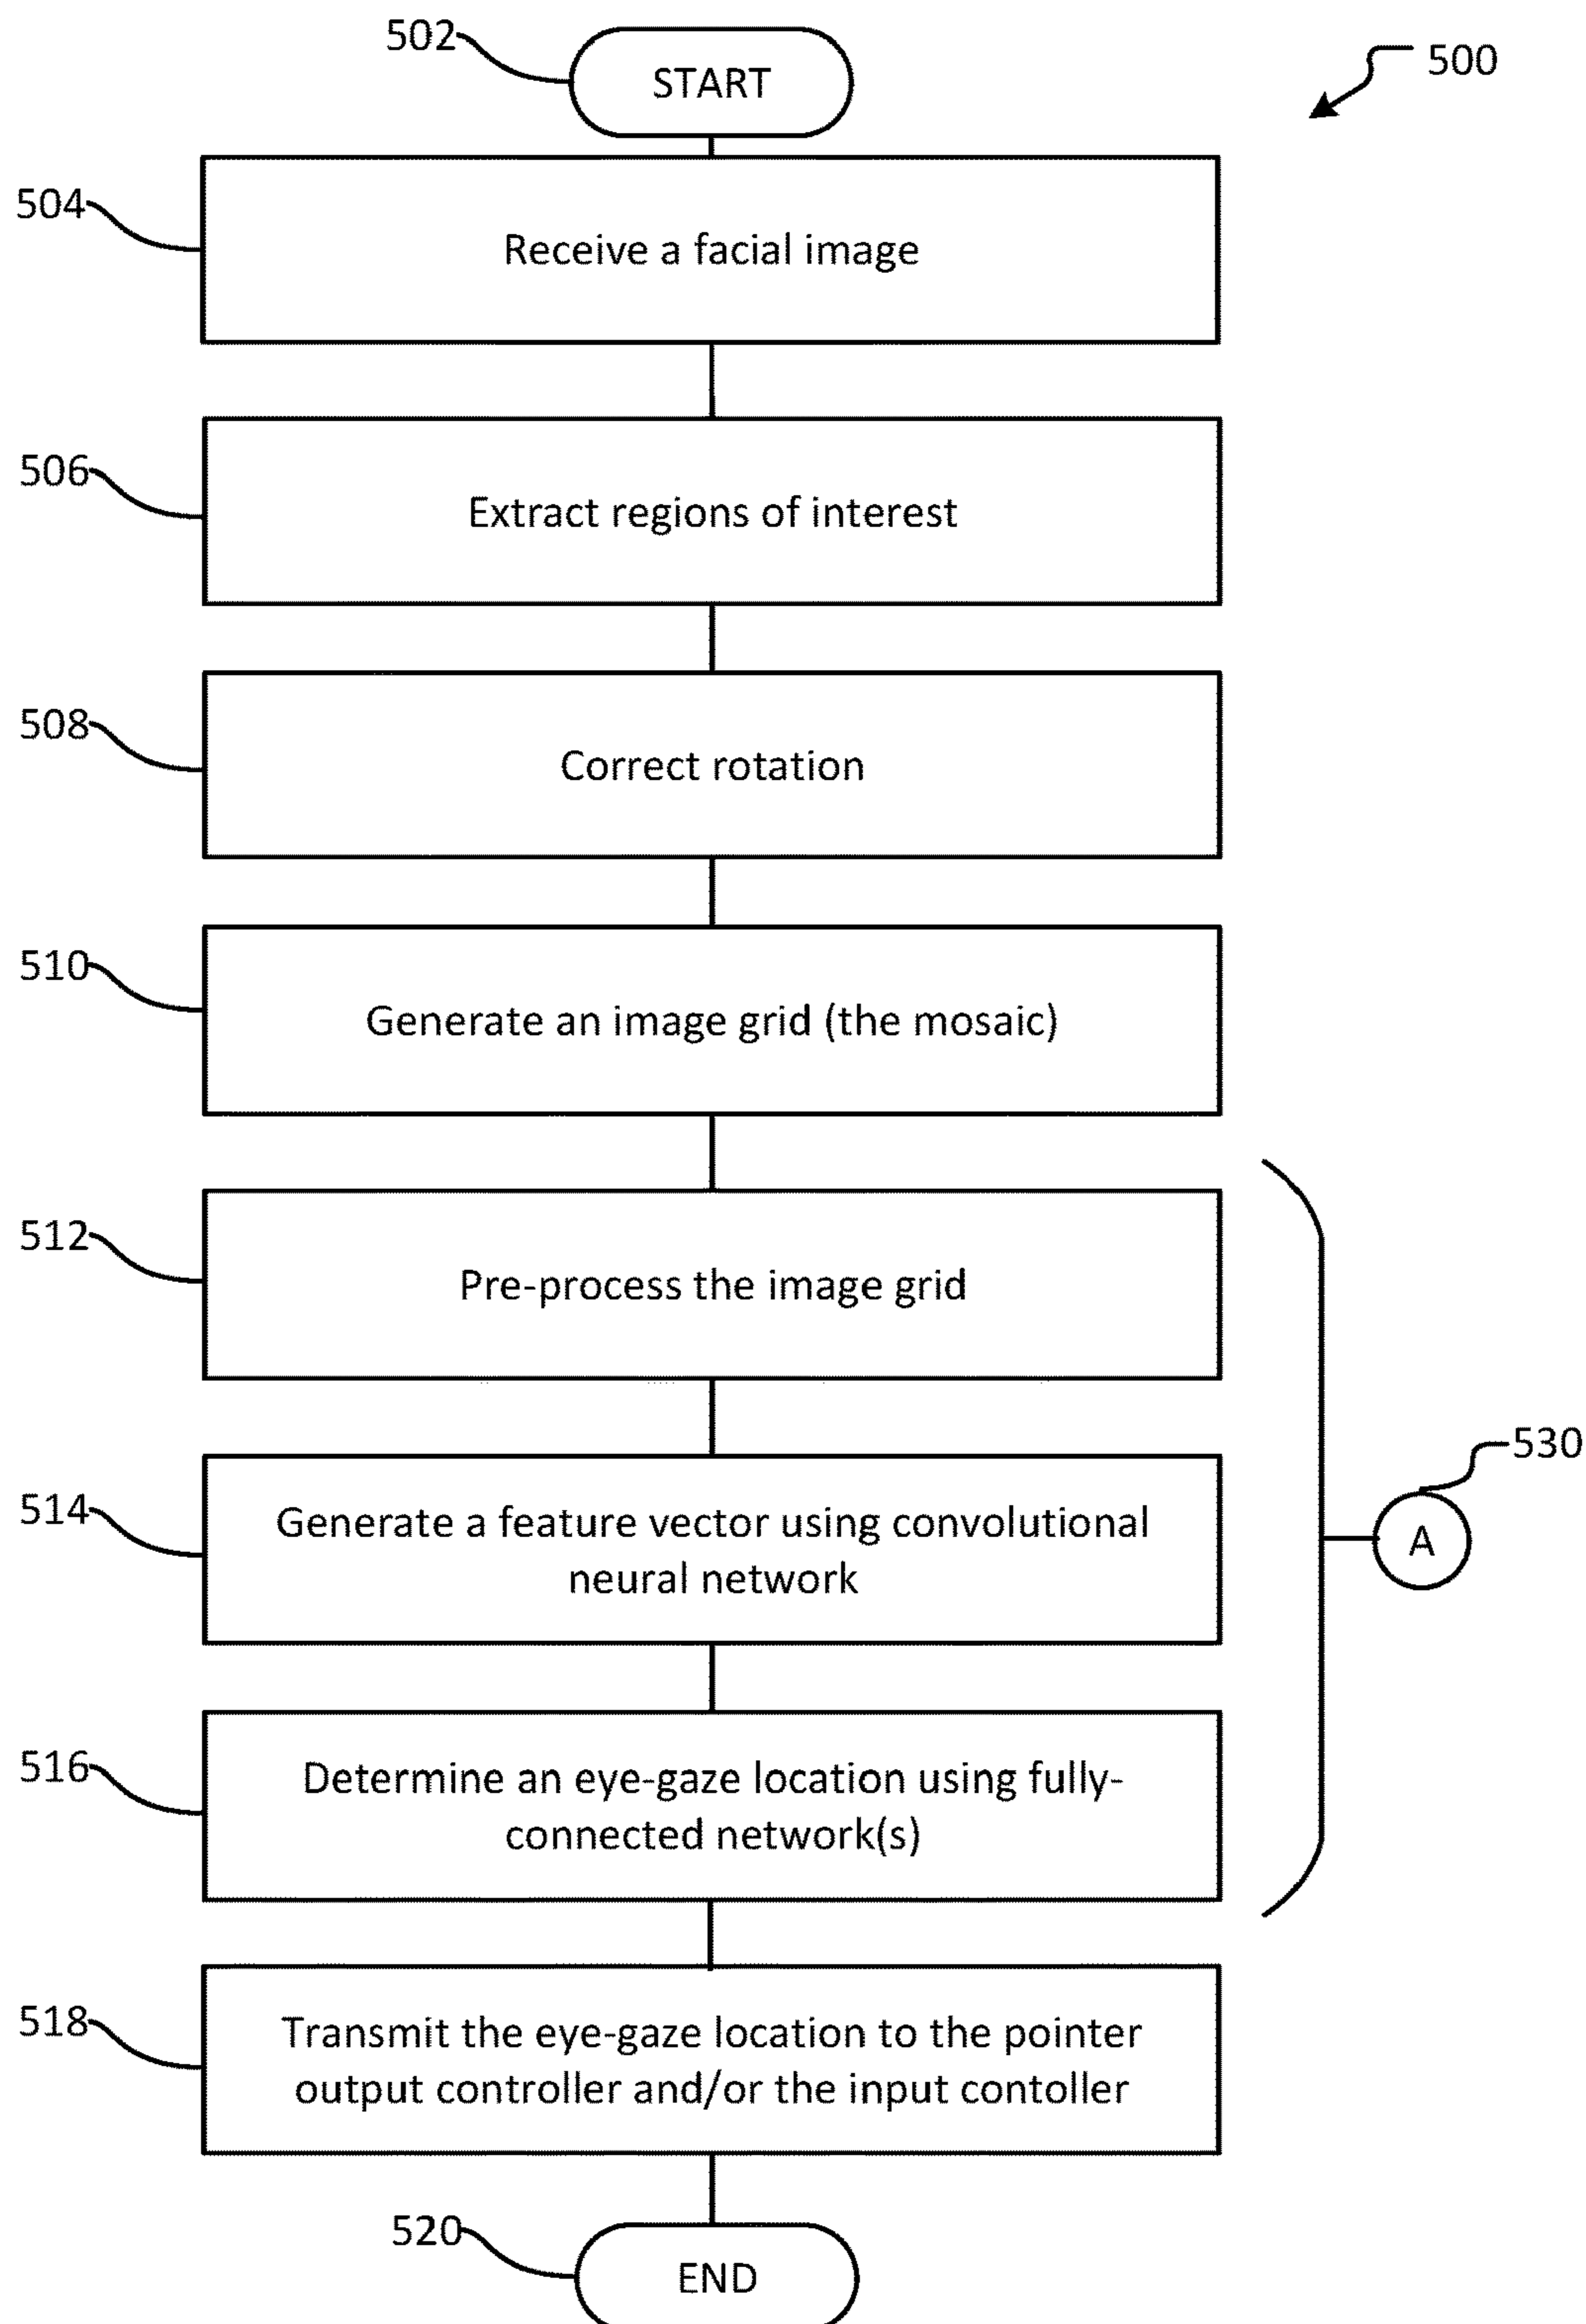 502
START
500
504
Receive a facial image
506
Extract regions of interest
508
Correct rotation
510
Generate an image grid (the mosaic)
512
Pre-process the image grid
530
A
514
Generate a feature vector using convolutional
neural network
516
Determine an eye-gaze location using fully-
connected network(s)
518
Transmit the eye-gaze location to the pointer
output controller and/or the input contoller
520
END